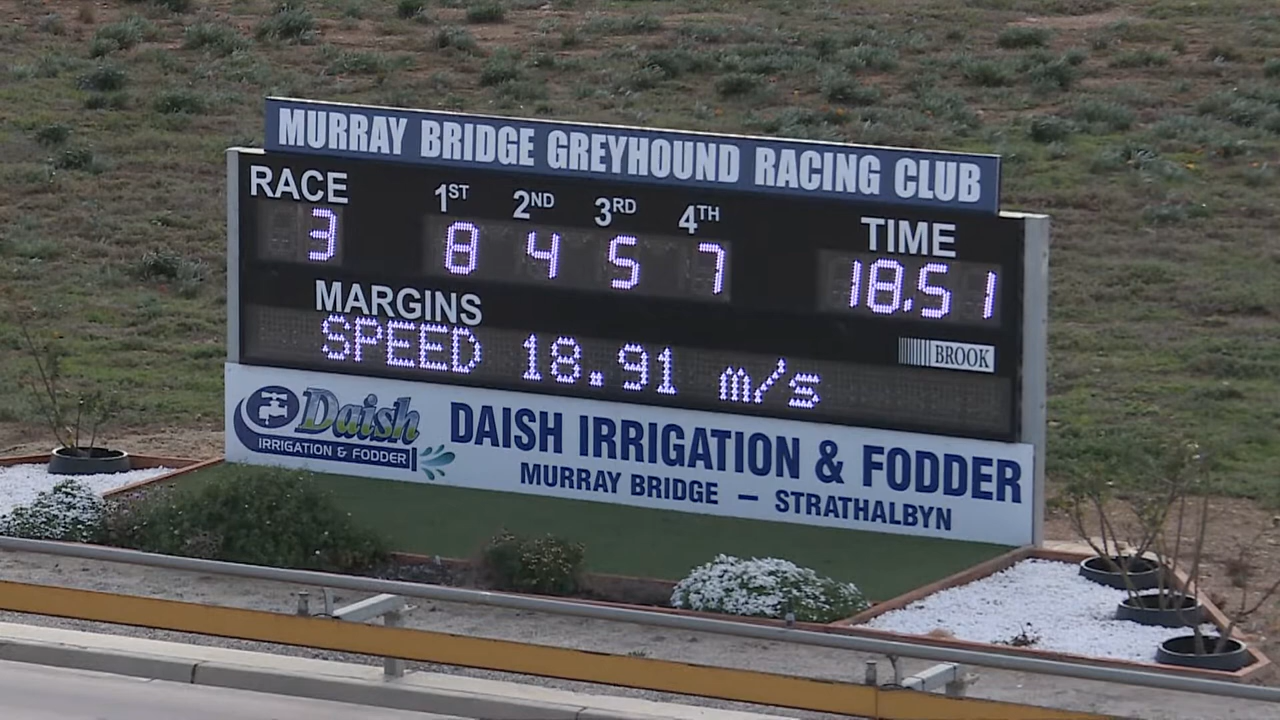 MURRAY BRIDGE GREYHOUND RACING CLUB
RACE 1ST 2ND 3RD 4TH TIME
3 8 4 5 7 18.51
MARGINS
SPEED 18.91 m/s
BROOK
Daish
IRRIGATION & FODDER
DAISH IRRIGATION & FODDER
MURRAY BRIDGE – STRATHALBYN